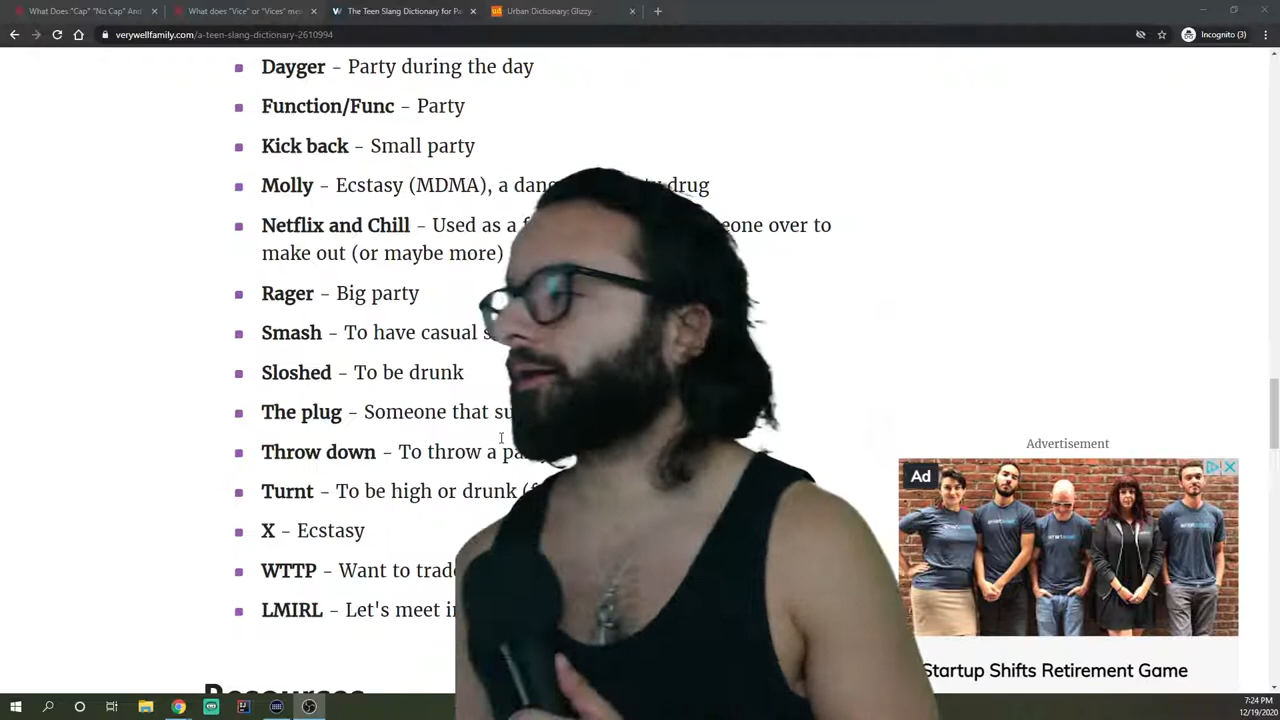 What Does "Cap" "No Cap" And
What does "Vice" or "Vices" me
The Teen Slang Dictionary for Pa
Urban Dictionary: Glizzy
verywellfamily.com/a-teen-slang-dictionary-2610994
Incognito (3)
Dayger - Party during the day
Function/Func - Party
Kick back - Small party
Molly - Ecstasy (MDMA), a drug
Netflix and Chill - Used as a over to
make out (or maybe more)
Rager - Big party
Smash - To have casual
Sloshed - To be drunk
The plug - Someone that
Throw down - To throw a
Turnt - To be high or drunk
X - Ecstasy
WTTP - Want to
LMIRL - Let's meet
Advertisement
Ad
Startup Shifts Retirement Game
7:24 PM
12/19/2020